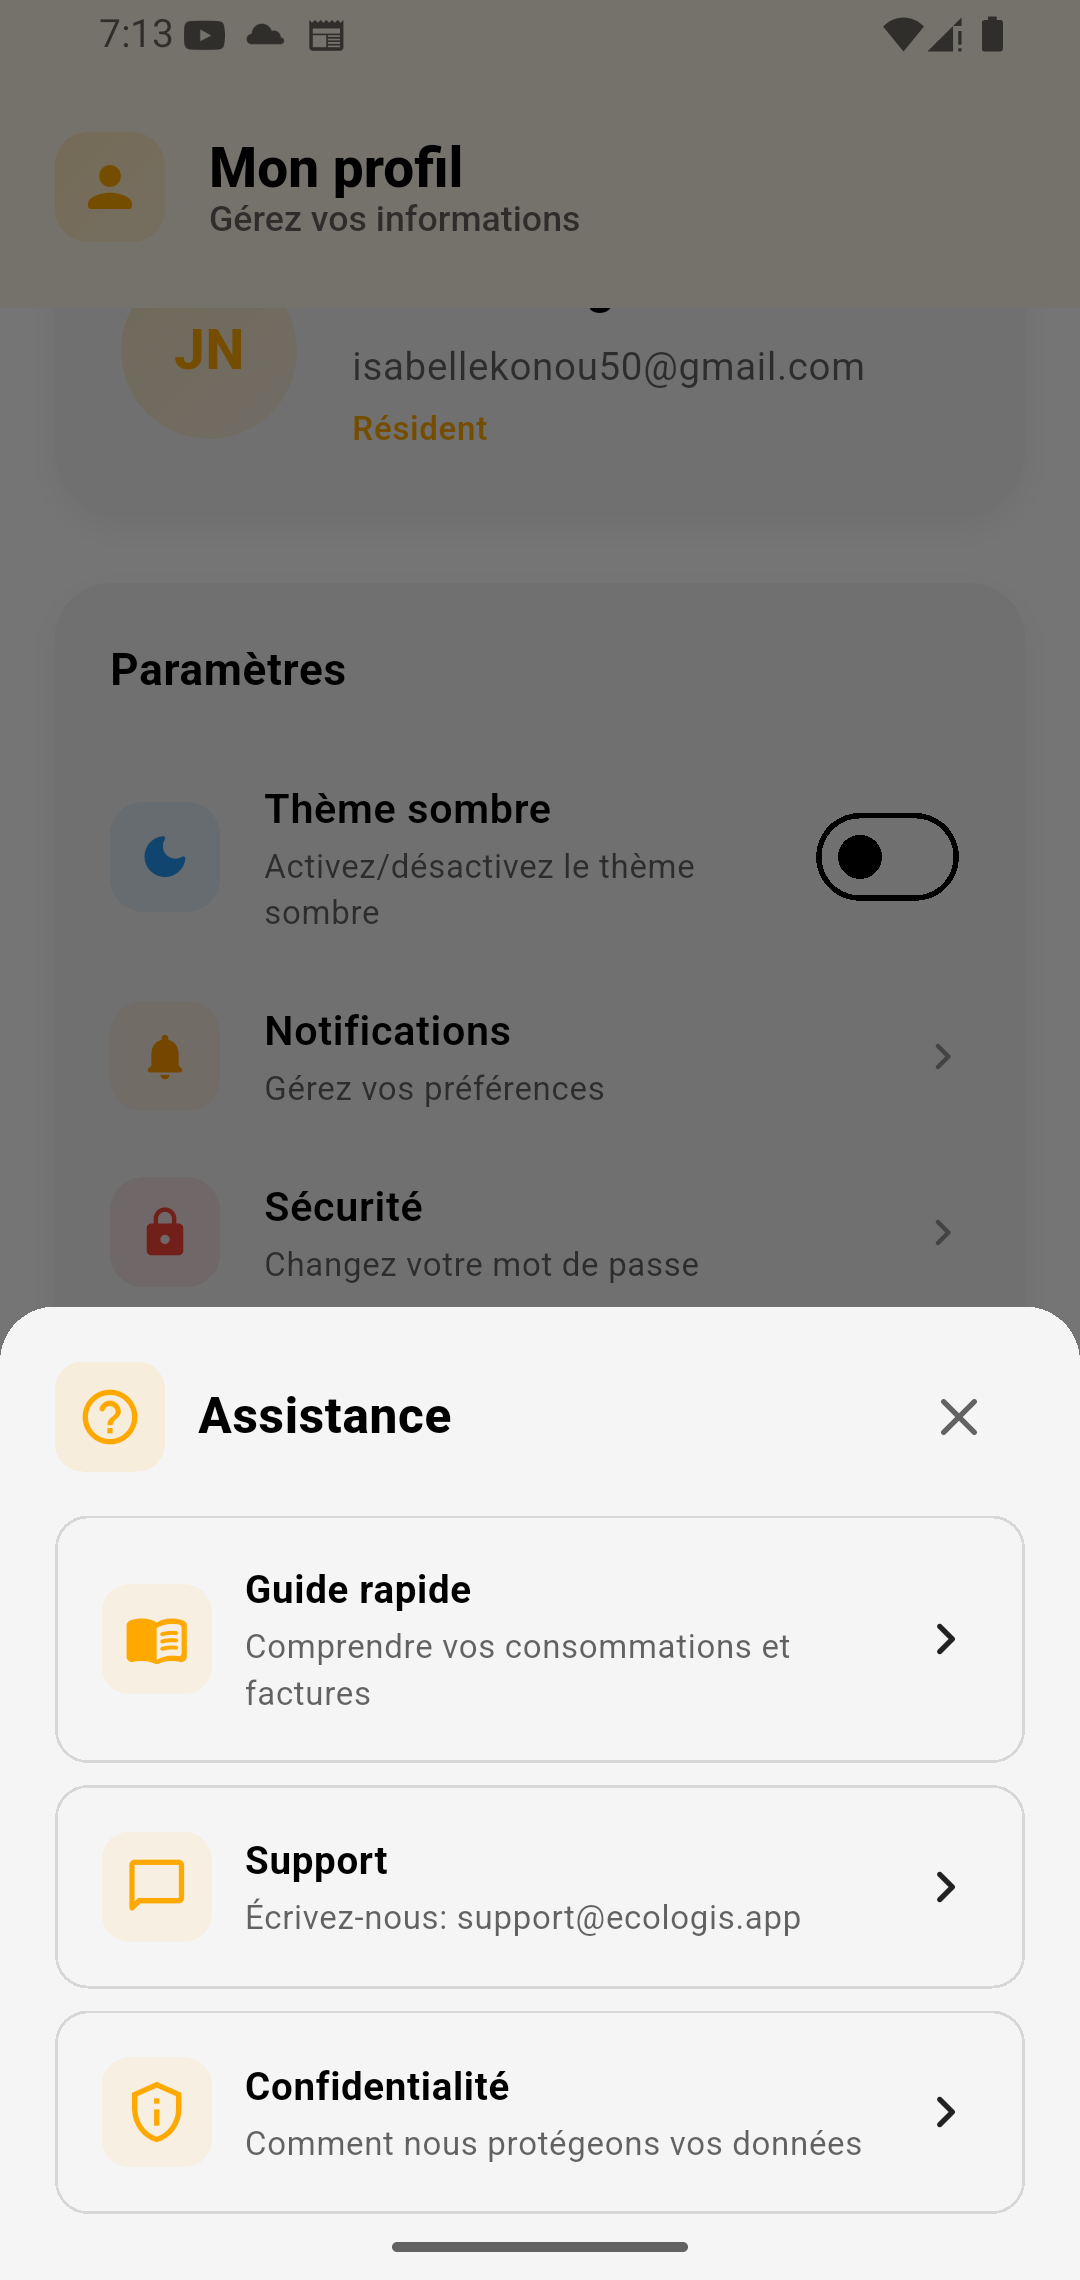 7:13
Mon profil
Gérez vos informations
JN
isabellekonou50@gmail.com
Résident
Paramètres
Thème sombre
Activez/désactivez le thème
sombre
Notifications
Gérez vos préférences
Sécurité
Changez votre mot de passe
Assistance
Guide rapide
Comprendre vos consommations et
factures
Support
Écrivez-nous: support@ecologis.app
Confidentialité
Comment nous protégeons vos données